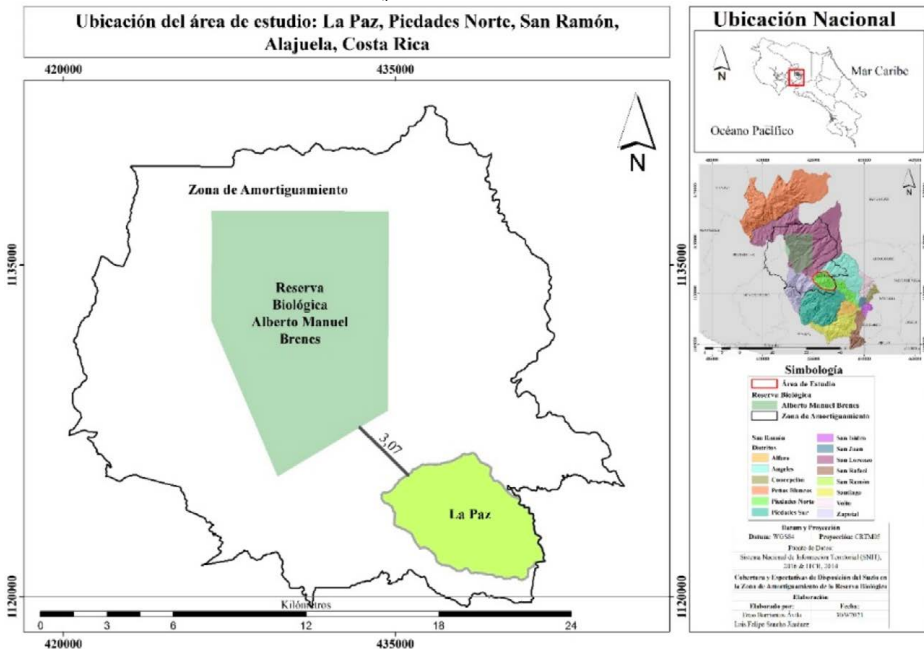 Ubicación del área de estudio: La Paz, Piedades Norte, San Ramón,
Alajuela, Costa Rica
420000
435000
N
Zona de Amortiguamiento
1135000
1135000
Reserva
Biológica
Alberto Manuel
Brenes
3,07
La Paz
1120000
1120000
Kilómetros
0 3 6 12 18 24
420000
435000
Ubicación Nacional
N
Mar Caribe
Océano Pacífico
N
Simbología
Área de Estudio
Reserva Biológica
Alberto Manuel Brenes
Zona de Amortiguamiento
San Ramón
Distritos
Alfaro
Angeles
Concepción
Peñas Blancas
Piedades Norte
Piedades Sur
San Isidro
San Juan
San Lorenzo
San Rafael
San Ramón
Santiago
Volio
Zapotal
Datum y Proyección
Datum: WGS84 Proyección: CRTM05
Fuente de Datos:
Sistema Nacional de Información Territorial (SNIT),
Cobertura y Expectativas de Disposición del Suelo en
la Zona de Amortiguamiento de la Reserva Biológica
Elaboración
Elaborado por: Fecha:
Luis Felipe Sancho